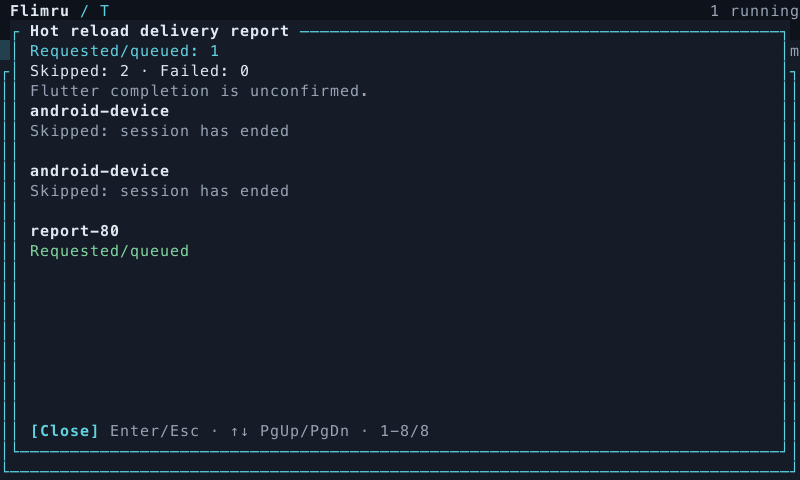 Flimru / T 1 running
Hot reload delivery report
Requested/queued: 1
m
Skipped: 2 · Failed: 0
Flutter completion is unconfirmed.
android-device
Skipped: session has ended
android-device
Skipped: session has ended
report-80
Requested/queued
[Close] Enter/Esc · ↑↓ PgUp/PgDn · 1-8/8